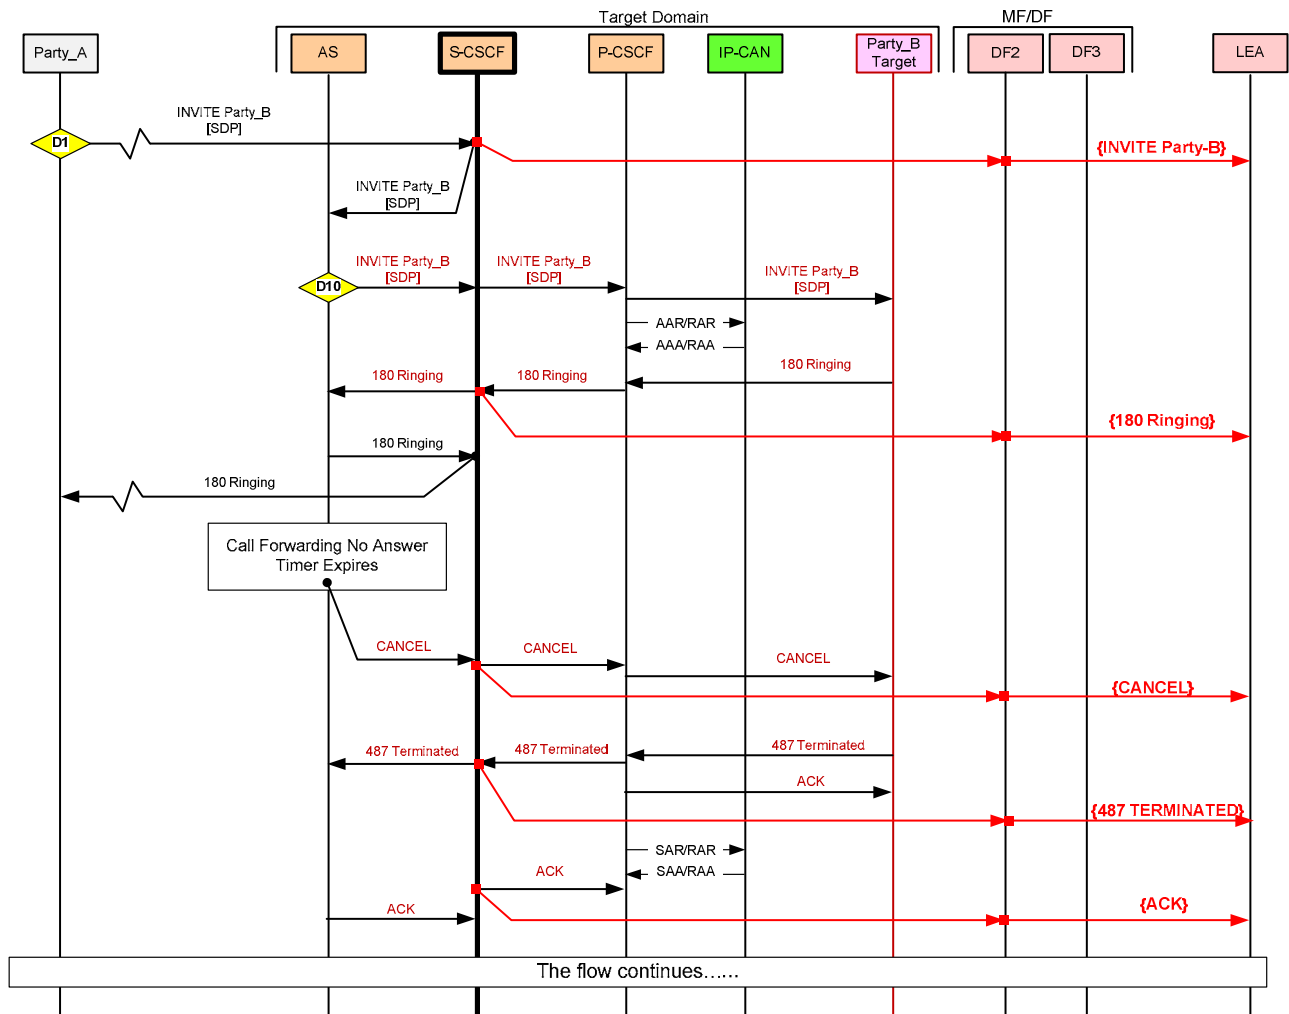 Target Domain
MF/DF
Party_A
AS
S-CSCF
P-CSCF
IP-CAN
Party_B
Target
DF2
DF3
LEA
INVITE Party_B
[SDP]
D1
{INVITE Party-B}
INVITE Party_B
[SDP]
INVITE Party_B
[SDP]
INVITE Party_B
[SDP]
INVITE Party_B
[SDP]
D10
AAR/RAR
AAA/RAA
180 Ringing
180 Ringing
180 Ringing
{180 Ringing}
180 Ringing
180 Ringing
Call Forwarding No Answer
Timer Expires
CANCEL
CANCEL
CANCEL
{CANCEL}
487 Terminated
487 Terminated
487 Terminated
ACK
{487 TERMINATED}
SAR/RAR
SAA/RAA
ACK
ACK
{ACK}
The flow continues......